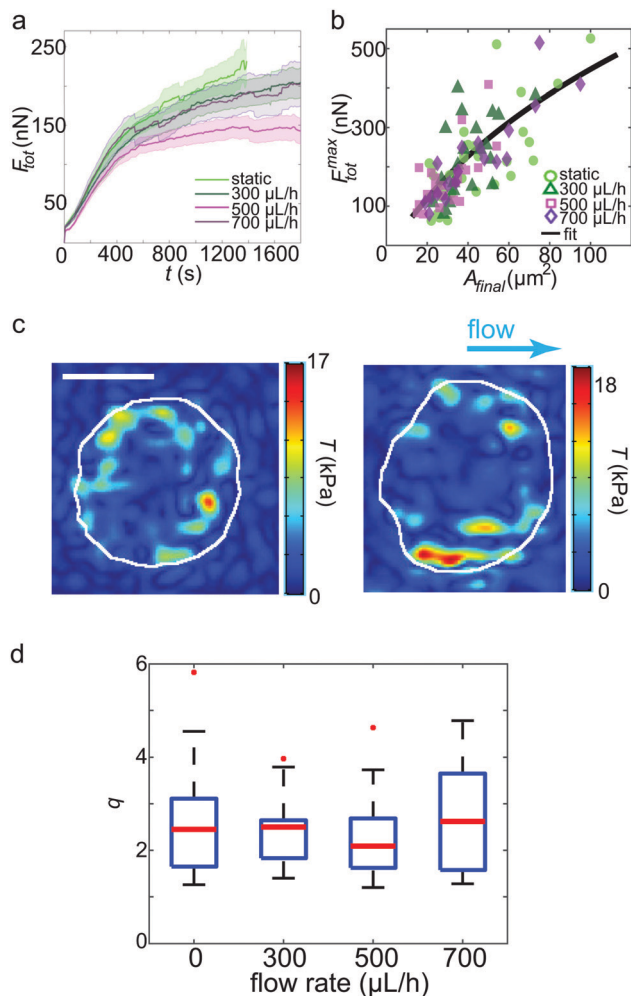 a
F_tot (nN)
250
150
50
0 400 800 1200 1600
t (s)
static
300 µL/h
500 µL/h
700 µL/h
b
F_tot^max (nN)
500
300
100
20 40 60 80 100
A_final (µm²)
static
300 µL/h
500 µL/h
700 µL/h
fit
c
flow
17
T (kPa)
0
18
T (kPa)
0
d
q
6
4
2
0
0 300 500 700
flow rate (µL/h)